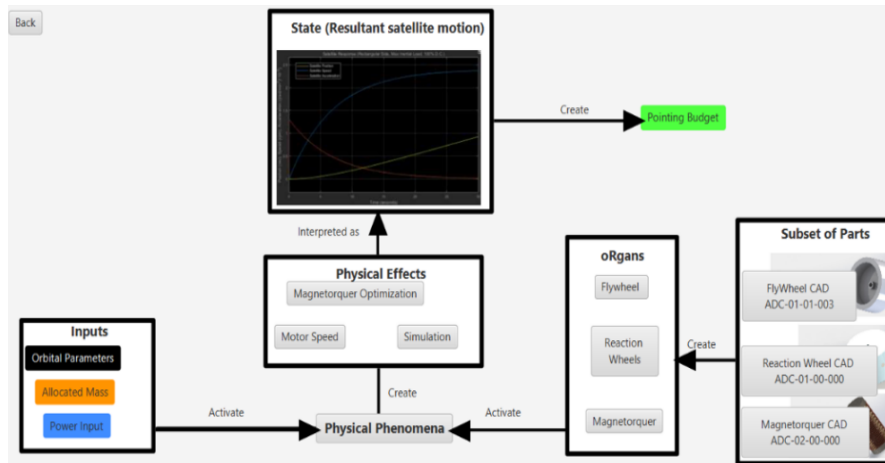 Back
State (Resultant satellite motion)
Create
Pointing Budget
Interpreted as
Physical Effects
Magnetorquer Optimization
Motor Speed
Simulation
oRgans
Flywheel
Reaction
Wheels
Magnetorquer
Subset of Parts
FlyWheel CAD
ADC-01-01-003
Reaction Wheel CAD
ADC-01-00-000
Magnetorquer CAD
ADC-02-00-000
Create
Inputs
Orbital Parameters
Allocated Mass
Power Input
Activate
Create
Physical Phenomena
Activate